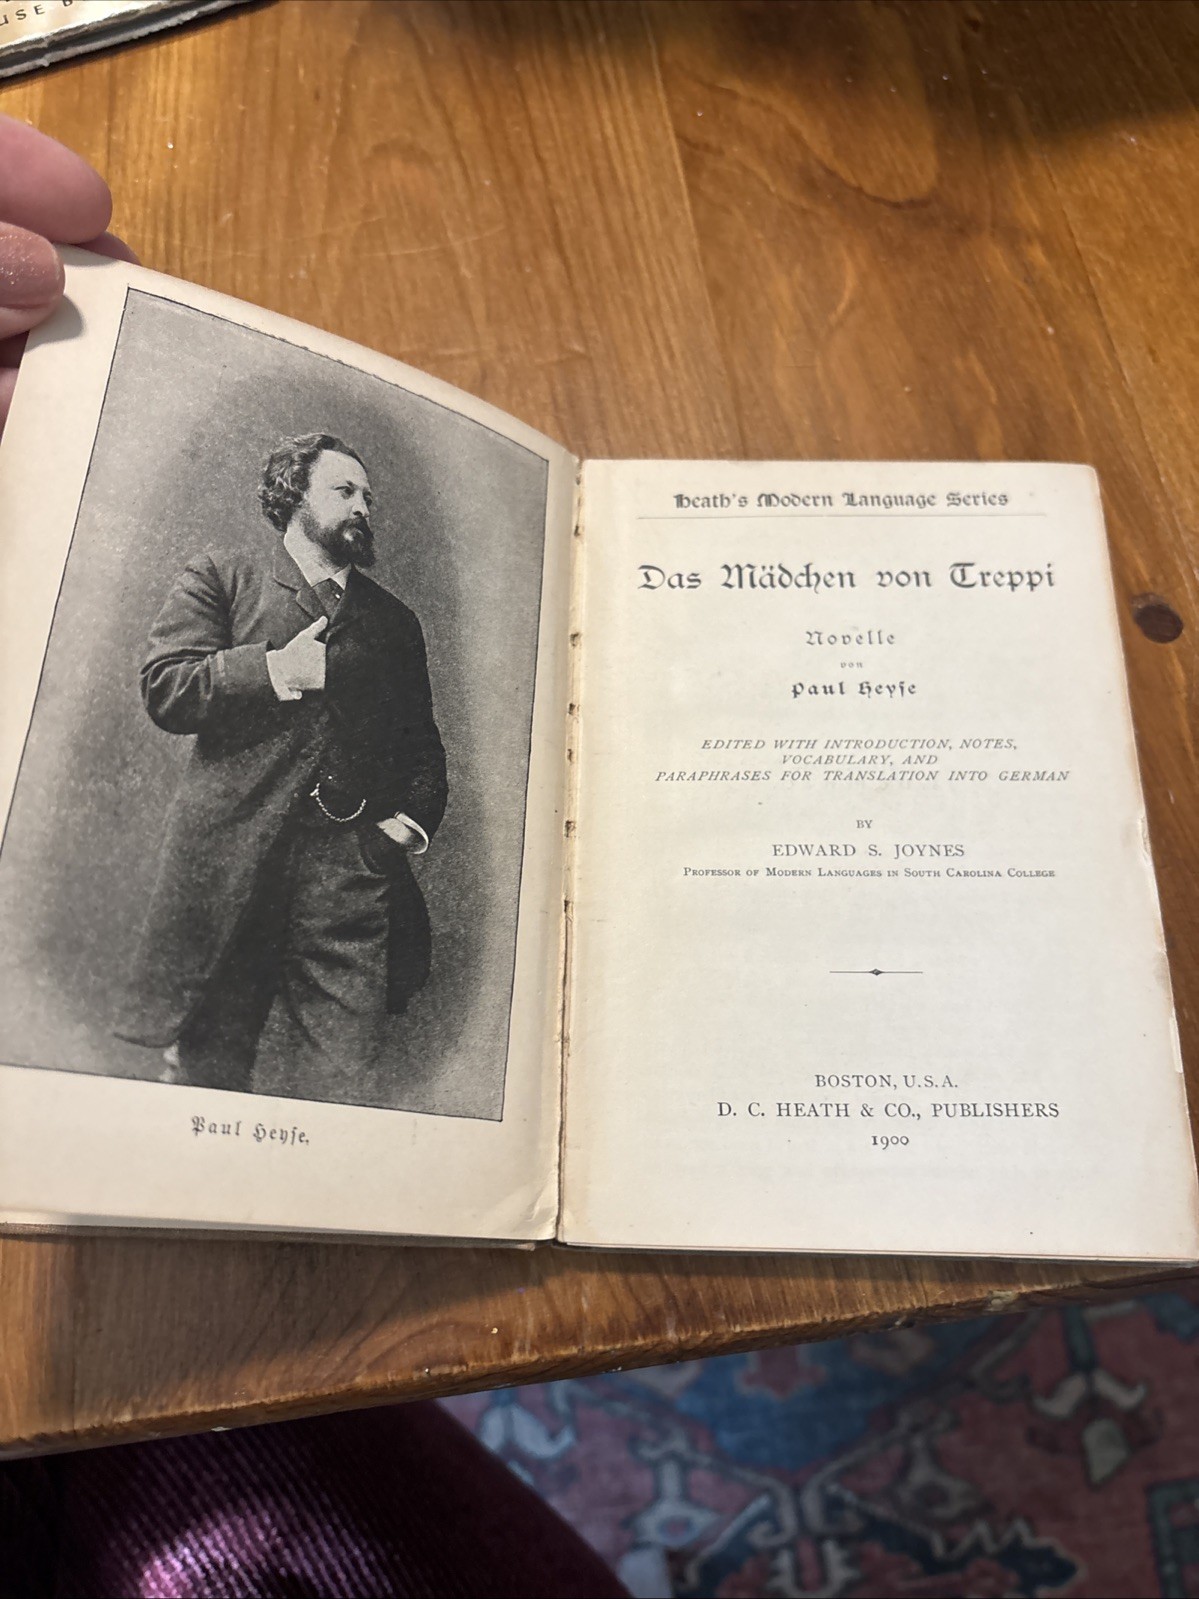 USE B
Paul Heyse.
Heath's Modern Language Series
Das Mädchen von Treppi
Novelle
von
Paul Heyse
EDITED WITH INTRODUCTION, NOTES,
VOCABULARY, AND
PARAPHRASES FOR TRANSLATION INTO GERMAN
BY
EDWARD S. JOYNES
PROFESSOR OF MODERN LANGUAGES IN SOUTH CAROLINA COLLEGE
BOSTON, U.S.A.
D. C. HEATH & CO., PUBLISHERS
1900